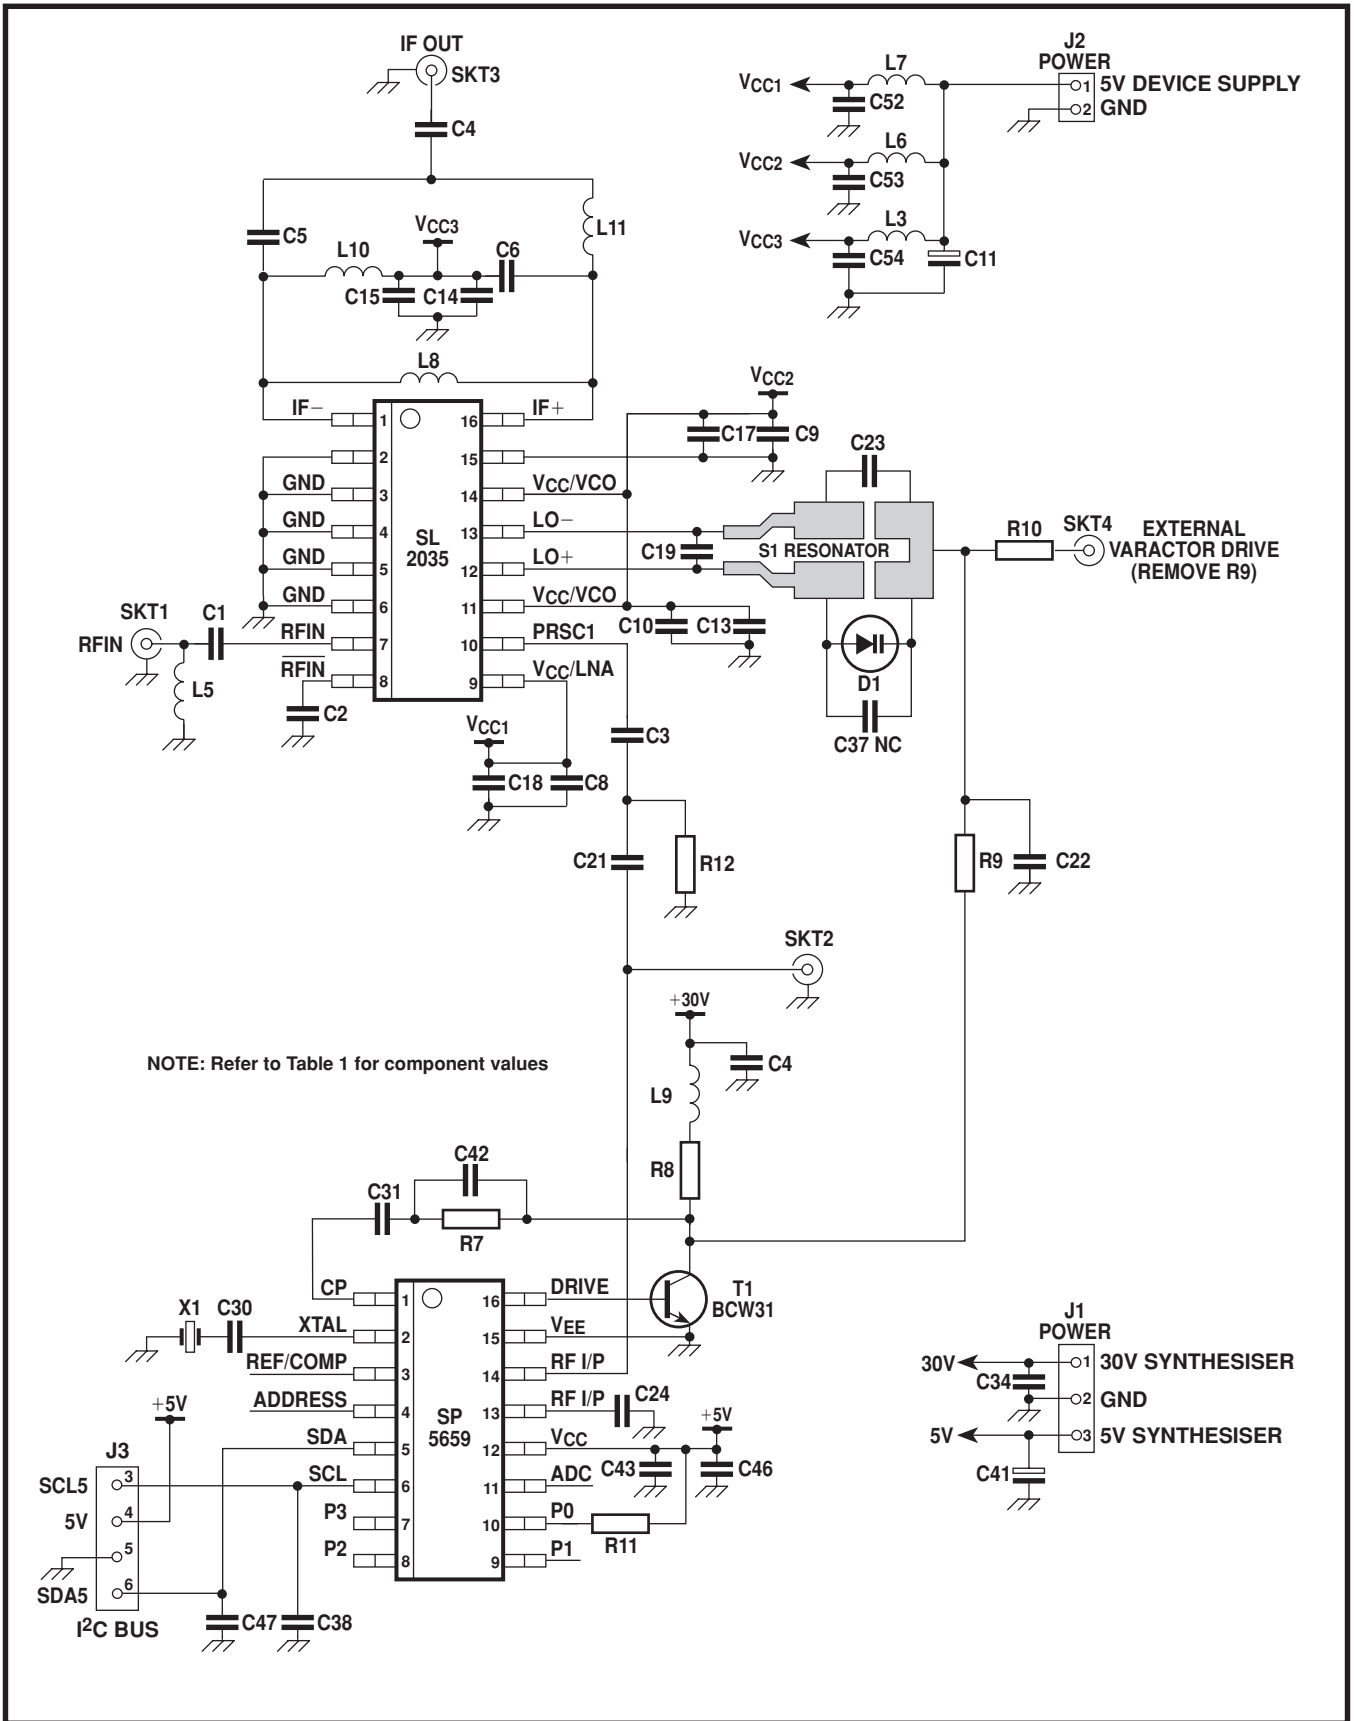 IF OUT
SKT3
C4
C5
VCC3
L10
C6
L11
C15
C14
L8
J2
POWER
L7
VCC1
1 5V DEVICE SUPPLY
C52
2 GND
L6
VCC2
C53
L3
VCC3
C54
C11
IF−
1
16
IF+
VCC2
2
15
C17
C9
GND
3
14
VCC/VCO
C23
GND
4
SL
2035
13
LO−
C19
S1 RESONATOR
R10
SKT4
EXTERNAL
VARACTOR DRIVE
(REMOVE R9)
GND
5
12
LO+
GND
6
11
VCC/VCO
C10
C13
SKT1
C1
RFIN
RFIN
7
10
PRSC1
L5
RFIN
8
9
VCC/LNA
C2
D1
C37 NC
VCC1
C18
C8
C3
C21
R12
R9
C22
SKT2
+30V
C4
L9
R8
NOTE: Refer to Table 1 for component values
C42
C31
R7
CP
1
16
DRIVE
T1
BCW31
X1
C30
XTAL
2
15
VEE
REF/COMP
3
14
RF I/P
ADDRESS
4
SP
5659
13
RF I/P
C24
+5V
+5V
SDA
5
12
VCC
C43
C46
J3
SCL5
3
SCL
6
11
ADC
5V
4
P3
7
10
P0
R11
5
P2
8
9
P1
SDA5
6
C47
C38
I2C BUS
J1
POWER
30V
1 30V SYNTHESISER
C34
2 GND
5V
3 5V SYNTHESISER
C41